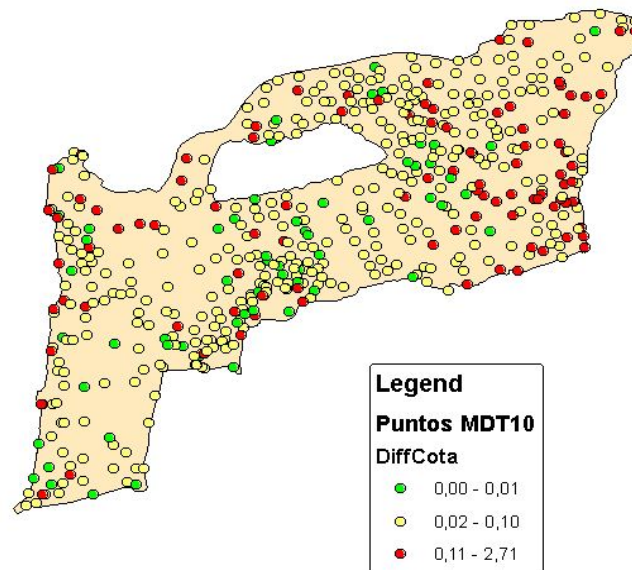 Legend
Puntos MDT10
DiffCota
0,00 - 0,01
0,02 - 0,10
0,11 - 2,71